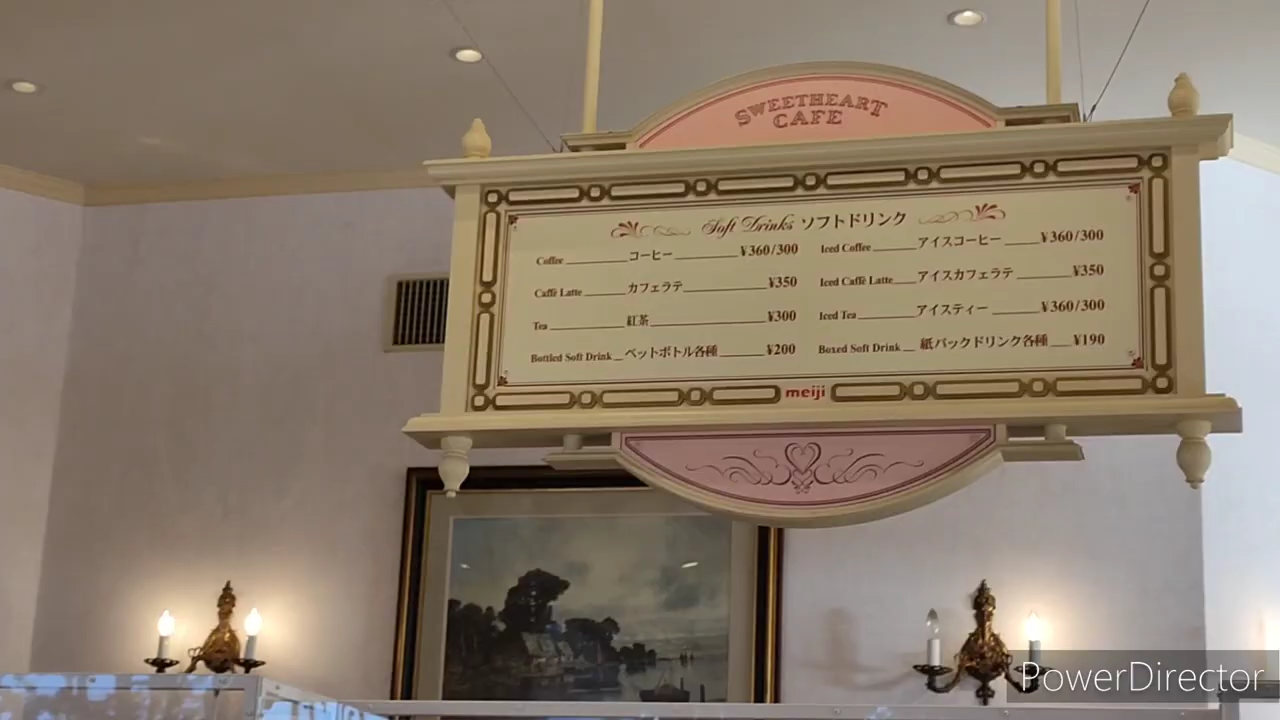 SWEETHEART
CAFE
Soft Drinks ソフトドリンク
Coffee コーヒー ¥360/300
Caffè Latte カフェラテ ¥350
Tea 紅茶 ¥300
Bottled Soft Drink ペットボトル各種 ¥200
Iced Coffee アイスコーヒー ¥360/300
Iced Caffè Latte アイスカフェラテ ¥350
Iced Tea アイスティー ¥360/300
Boxed Soft Drink 紙パックドリンク各種 ¥190
meiji
PowerDirector